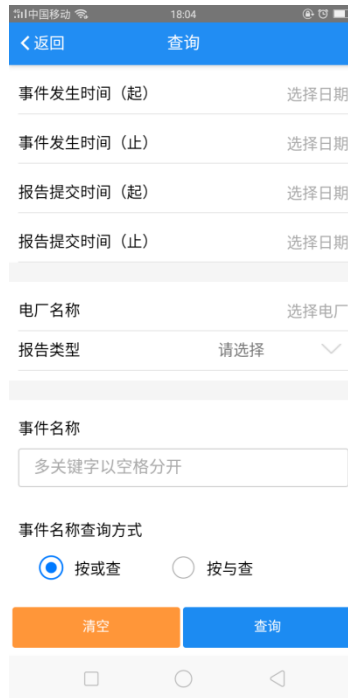 中国移动 18:04
返回 查询
事件发生时间（起） 选择日期
事件发生时间（止） 选择日期
报告提交时间（起） 选择日期
报告提交时间（止） 选择日期
电厂名称 选择电厂
报告类型 请选择
事件名称
多关键字以空格分开
事件名称查询方式
按或查 按与查
清空 查询